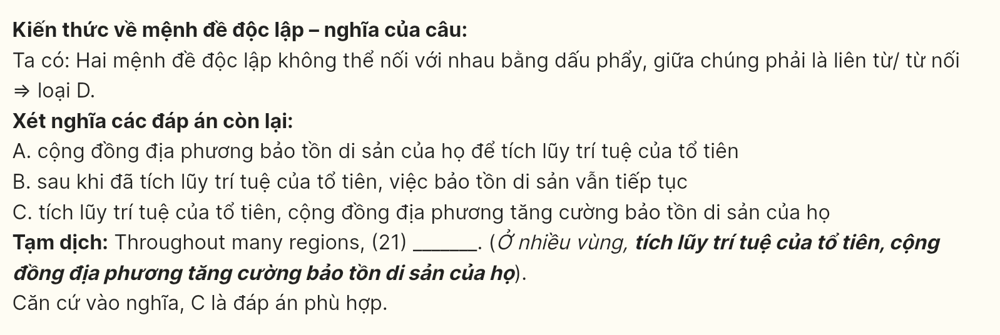 Kiến thức về mệnh đề độc lập – nghĩa của câu:
Ta có: Hai mệnh đề độc lập không thể nối với nhau bằng dấu phẩy, giữa chúng phải là liên từ/ từ nối
⇒ loại D.
Xét nghĩa các đáp án còn lại:
A. cộng đồng địa phương bảo tồn di sản của họ để tích lũy trí tuệ của tổ tiên
B. sau khi đã tích lũy trí tuệ của tổ tiên, việc bảo tồn di sản vẫn tiếp tục
C. tích lũy trí tuệ của tổ tiên, cộng đồng địa phương tăng cường bảo tồn di sản của họ
Tạm dịch: Throughout many regions, (21) _______. (Ở nhiều vùng, tích lũy trí tuệ của tổ tiên, cộng
đồng địa phương tăng cường bảo tồn di sản của họ).
Căn cứ vào nghĩa, C là đáp án phù hợp.